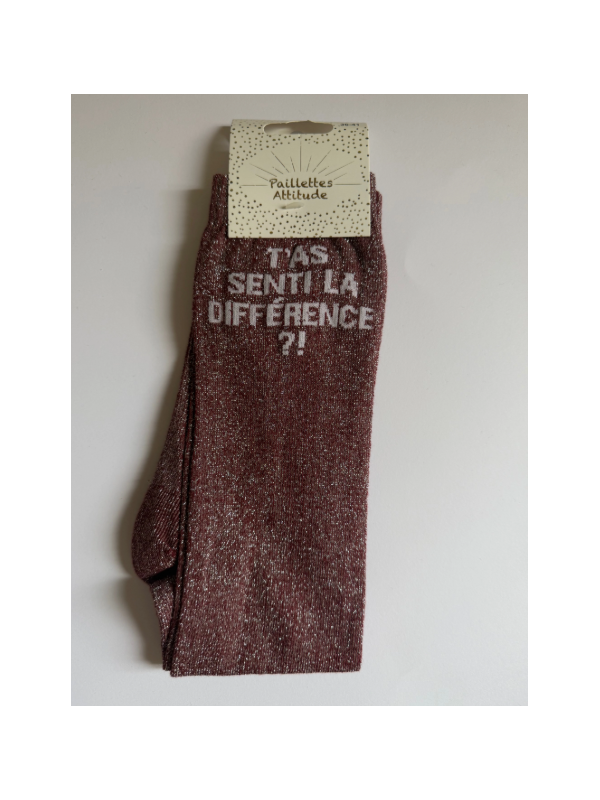 Paillettes
Attitude
T'AS
SENTI LA
DIFFÉRENCE
?!